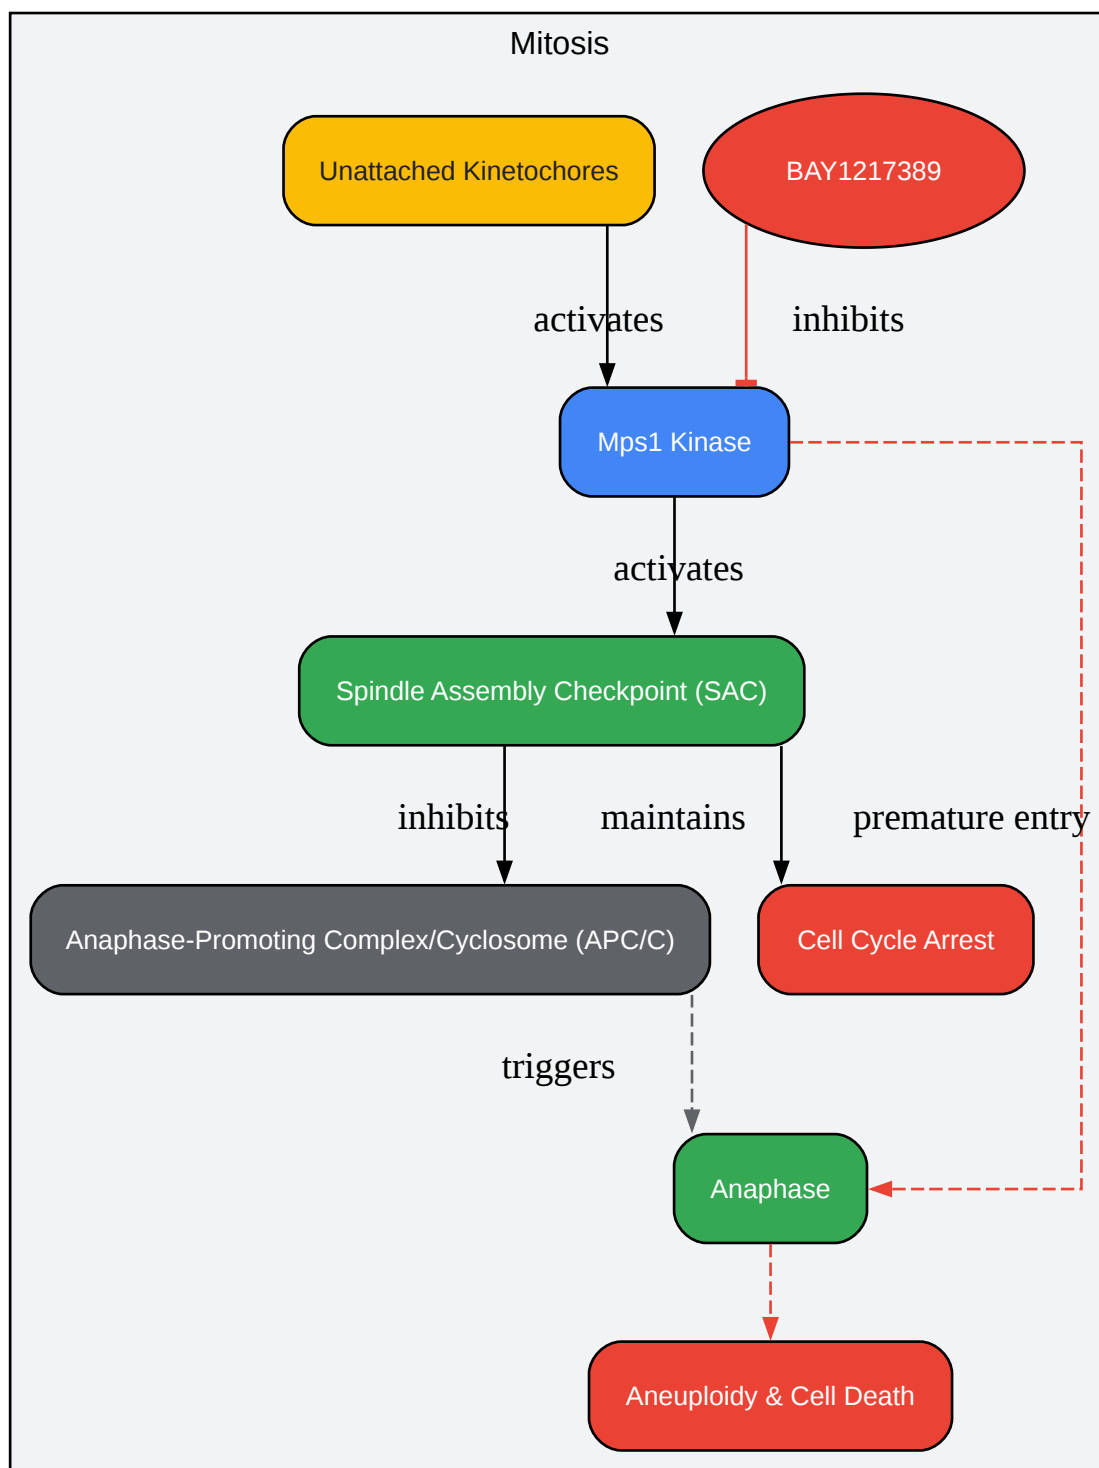 Mitosis
Unattached Kinetochores
BAY1217389
activates
inhibits
Mps1 Kinase
activates
Spindle Assembly Checkpoint (SAC)
inhibits
maintains
premature entry
Anaphase-Promoting Complex/Cyclosome (APC/C)
Cell Cycle Arrest
triggers
Anaphase
Aneuploidy & Cell Death